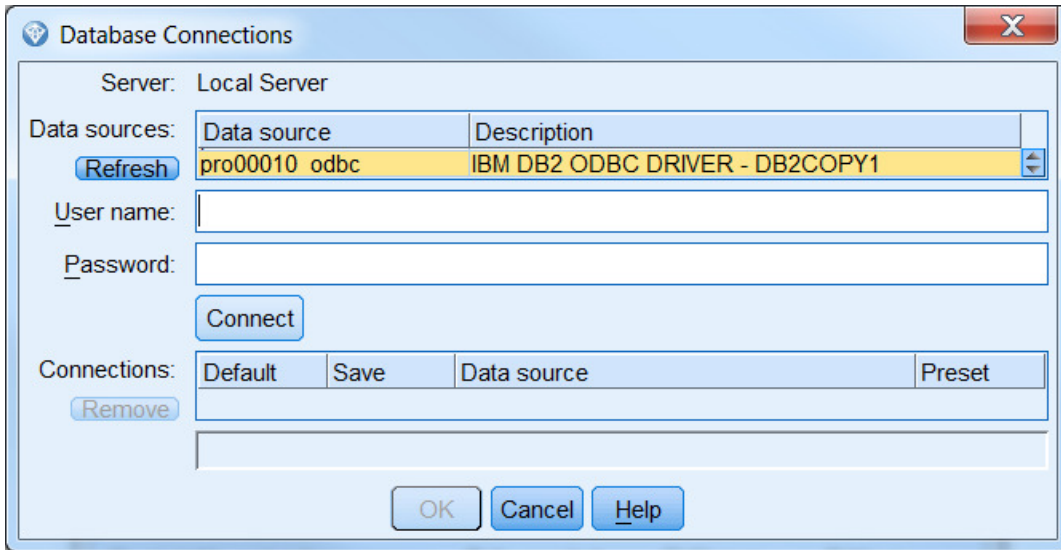 Database Connections
Server: Local Server
Data sources: Data source Description
Refresh pro00010_odbc IBM DB2 ODBC DRIVER - DB2COPY1
User name:
Password:
Connect
Connections: Default Save Data source Preset
Remove
OK Cancel Help